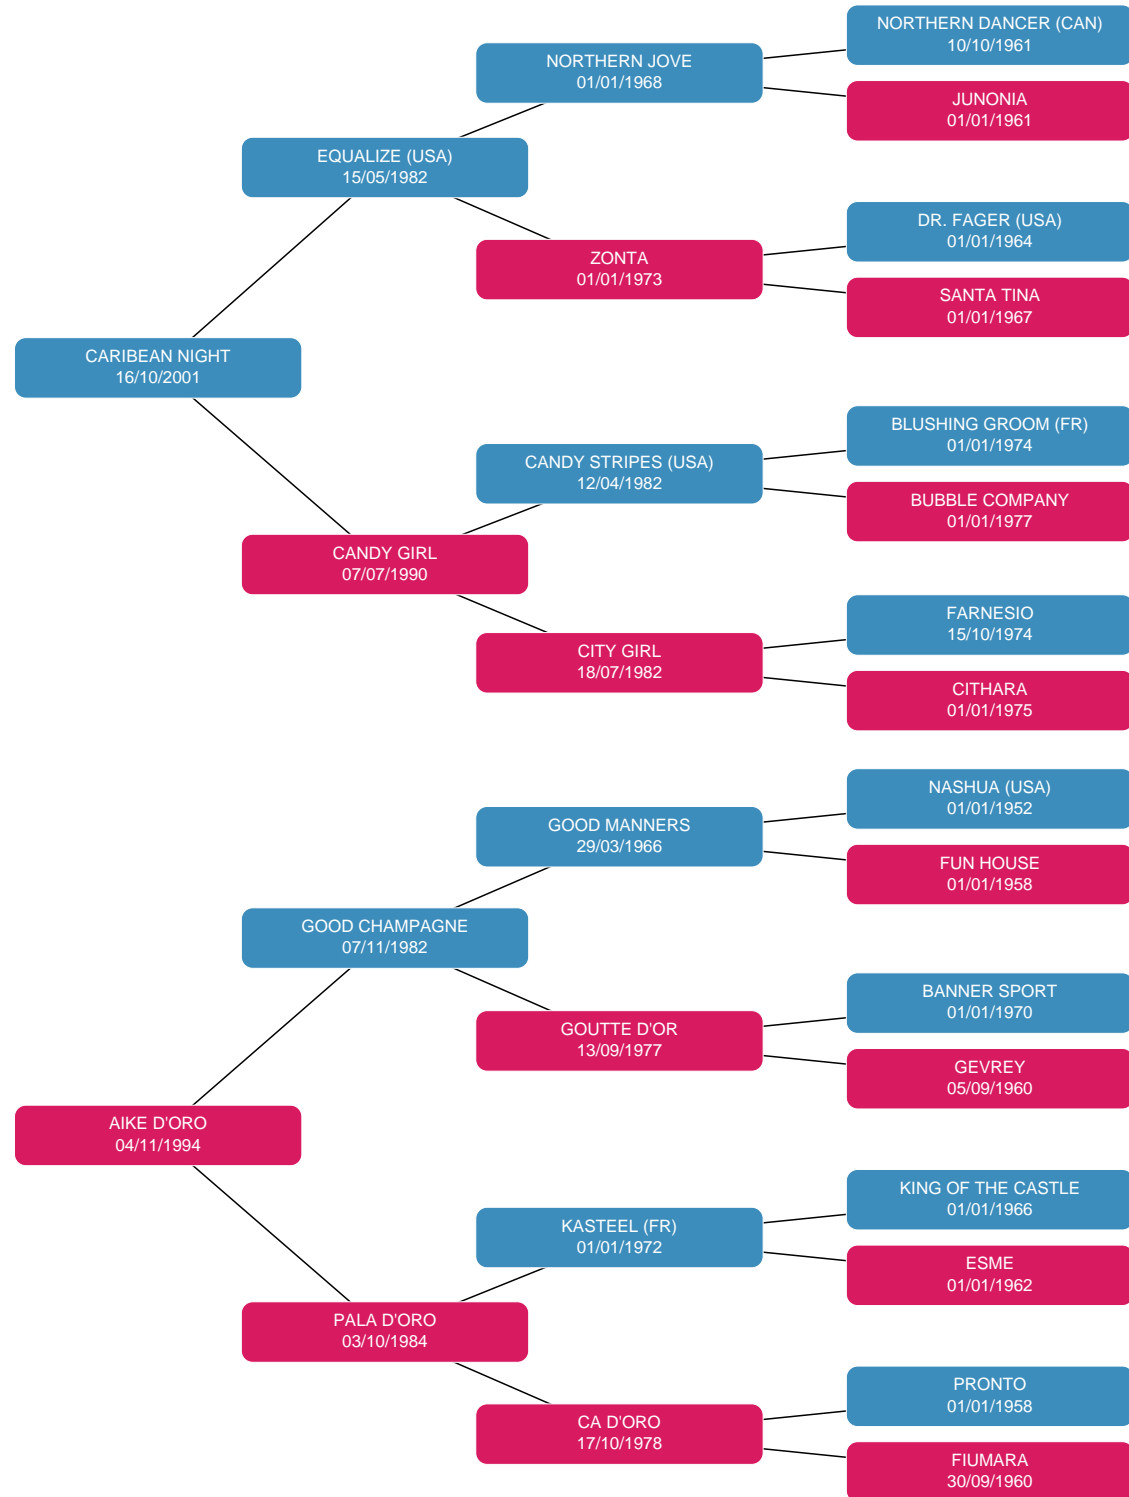 NORTHERN DANCER (CAN)
10/10/1961
NORTHERN JOVE
01/01/1968
JUNONIA
01/01/1961
EQUALIZE (USA)
15/05/1982
DR. FAGER (USA)
01/01/1964
ZONTA
01/01/1973
SANTA TINA
01/01/1967
CARIBEAN NIGHT
16/10/2001
BLUSHING GROOM (FR)
01/01/1974
CANDY STRIPES (USA)
12/04/1982
BUBBLE COMPANY
01/01/1977
CANDY GIRL
07/07/1990
FARNESIO
15/10/1974
CITY GIRL
18/07/1982
CITHARA
01/01/1975
NASHUA (USA)
01/01/1952
GOOD MANNERS
29/03/1966
FUN HOUSE
01/01/1958
GOOD CHAMPAGNE
07/11/1982
BANNER SPORT
01/01/1970
GOUTTE D'OR
13/09/1977
GEVREY
05/09/1960
AIKE D'ORO
04/11/1994
KING OF THE CASTLE
01/01/1966
KASTEEL (FR)
01/01/1972
ESME
01/01/1962
PALA D'ORO
03/10/1984
PRONTO
01/01/1958
CA D'ORO
17/10/1978
FIUMARA
30/09/1960